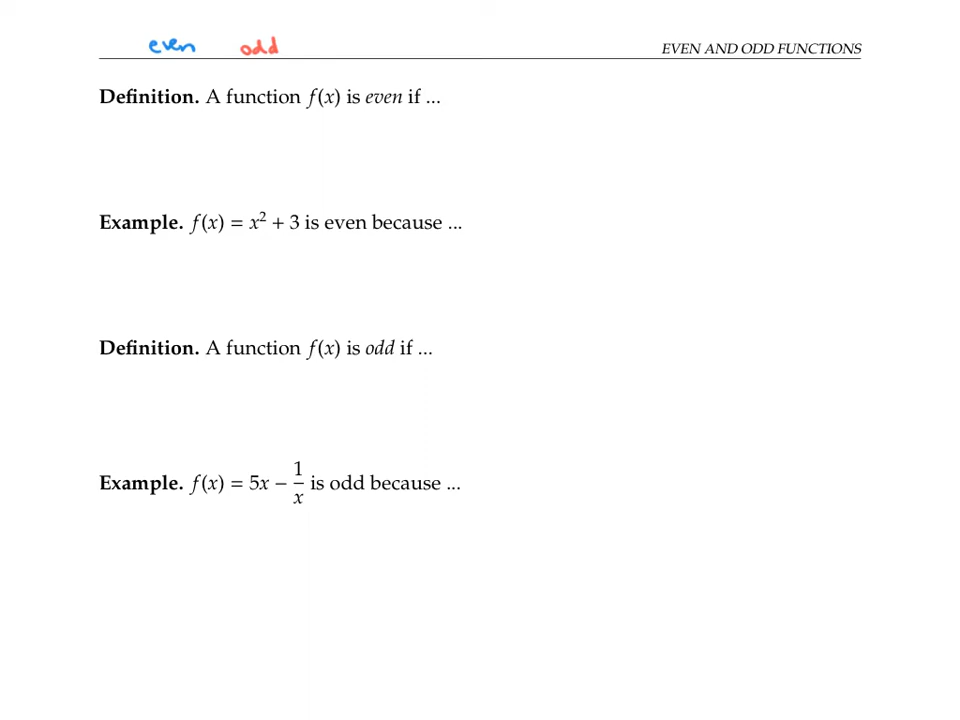 even odd EVEN AND ODD FUNCTIONS
Definition. A function f(x) is even if ...
Example. f(x) = x² + 3 is even because ...
Definition. A function f(x) is odd if ...
Example. f(x) = 5x − 1/x is odd because ...